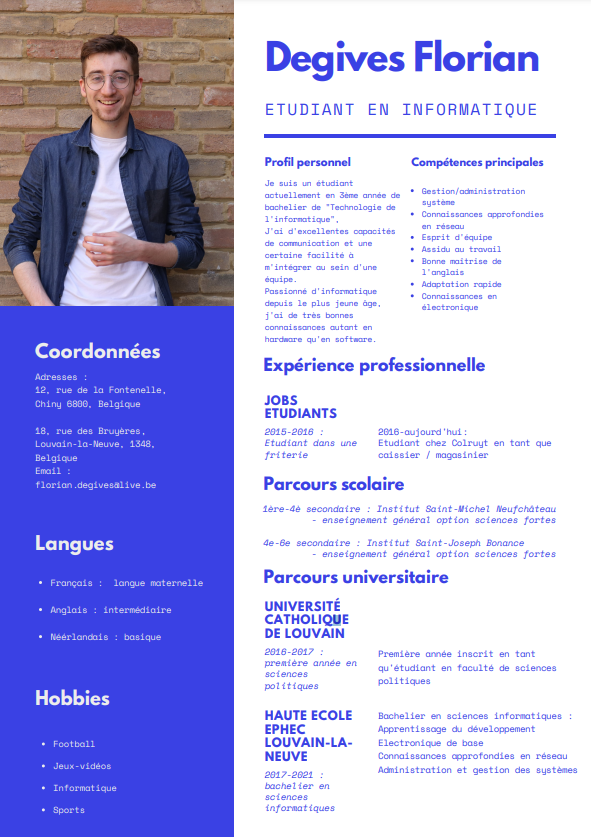 Degives Florian
ETUDIANT EN INFORMATIQUE
Profil personnel
Je suis un étudiant
actuellement en 3ème année de
bachelier de "Technologie de
l'informatique",
J'ai d'excellentes capacités
de communication et une
certaine facilité à
m'intégrer au sein d'une
équipe.
Passionné d'informatique
depuis le plus jeune âge,
j'ai de très bonnes
connaissances autant en
hardware qu'en software.
Compétences principales
• Gestion/administration
système
• Connaissances approfondies
en réseau
• Esprit d'équipe
• Assidu au travail
• Bonne maitrise de
l'anglais
• Adaptation rapide
• Connaissances en
électronique
Expérience professionnelle
JOBS
ETUDIANTS
2015-2016 :
Etudiant dans une
friterie
2016-aujourd'hui:
Etudiant chez Colruyt en tant que
caissier / magasinier
Parcours scolaire
1ère-4è secondaire : Institut Saint-Michel Neufchâteau
- enseignement général option sciences fortes
4e-6e secondaire : Institut Saint-Joseph Bonance
- enseignement général option sciences fortes
Parcours universitaire
UNIVERSITÉ
CATHOLIQUE
DE LOUVAIN
2016-2017 :
première année en
sciences
politiques
Première année inscrit en tant
qu'étudiant en faculté de sciences
politiques
HAUTE ECOLE
EPHEC
LOUVAIN-LA-
NEUVE
2017-2021 :
bachelier en
sciences
informatiques
Bachelier en sciences informatiques :
Apprentissage du développement
Electronique de base
Connaissances approfondies en réseau
Administration et gestion des systèmes
Coordonnées
Adresses :
12, rue de la Fontenelle,
Chiny 6800, Belgique
18, rue des Bruyères,
Louvain-la-Neuve, 1348,
Belgique
Email :
florian.degives@live.be
Langues
• Français :  langue maternelle
• Anglais : intermédiaire
• Néérlandais : basique
Hobbies
• Football
• Jeux-vidéos
• Informatique
• Sports